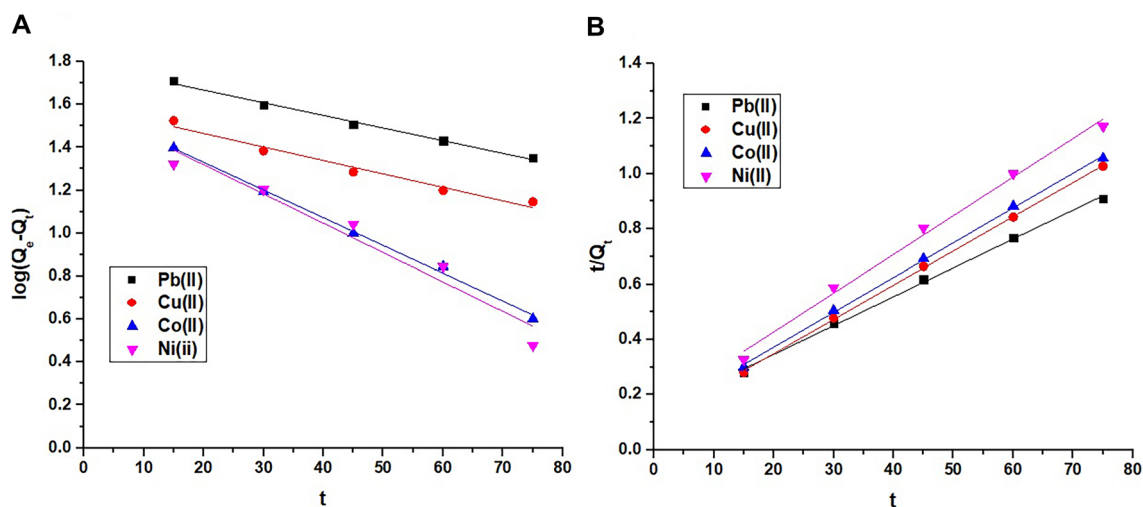 A
log(Qe-Qt)
1.8
1.6
1.4
1.2
1.0
0.8
0.6
0.4
0.2
0.0
Pb(II)
Cu(II)
Co(II)
Ni(ii)
0 10 20 30 40 50 60 70 80
t
B
t/Qt
1.4
1.2
1.0
0.8
0.6
0.4
0.2
0.0
Pb(II)
Cu(II)
Co(II)
Ni(II)
0 10 20 30 40 50 60 70 80
t